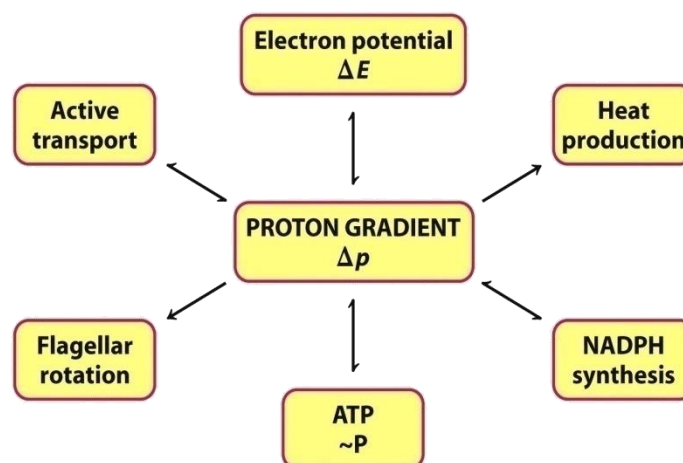 Electron potential
ΔE
Active
transport
Heat
production
PROTON GRADIENT
Δp
Flagellar
rotation
NADPH
synthesis
ATP
~P